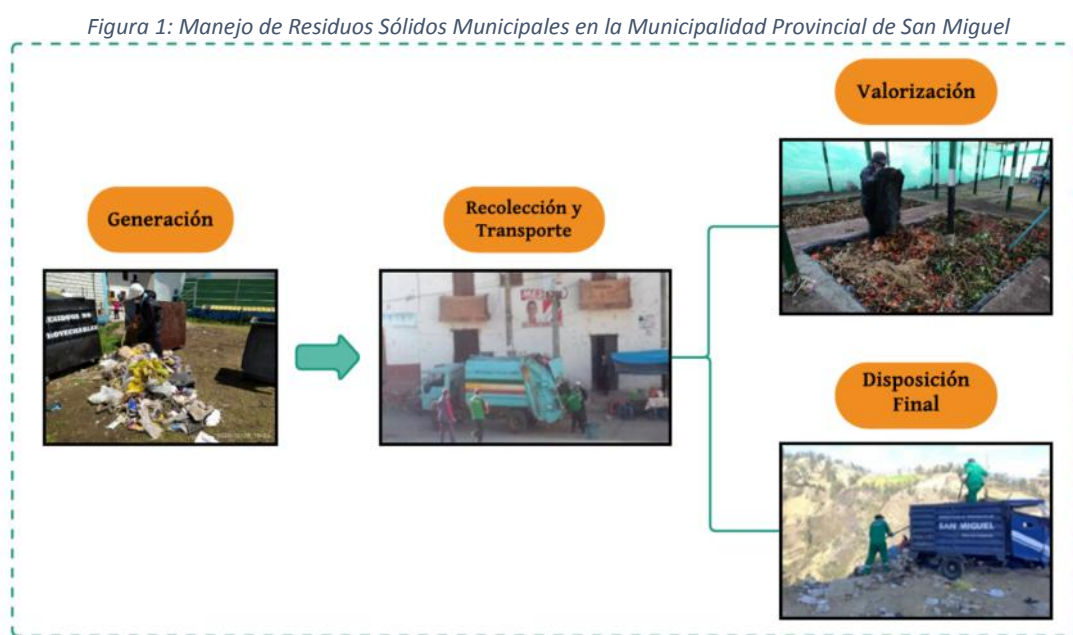 Figura 1: Manejo de Residuos Sólidos Municipales en la Municipalidad Provincial de San Miguel
Valorización
Generación
Recolección y
Transporte
Disposición
Final
SAN MIGUEL